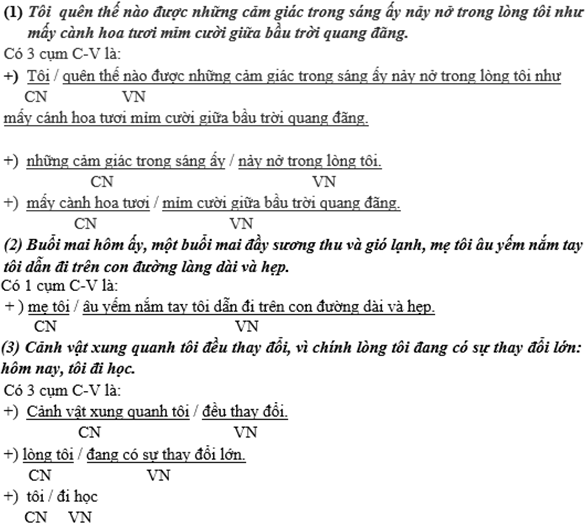 (1) Tôi quên thế nào được những cảm giác trong sáng ấy nảy nở trong lòng tôi như
mấy cành hoa tươi mỉm cười giữa bầu trời quang đãng.
Có 3 cụm C-V là:
+) Tôi / quên thế nào được những cảm giác trong sáng ấy nảy nở trong lòng tôi như
CN VN
mấy cánh hoa tươi mỉm cười giữa bầu trời quang đãng.
+) những cảm giác trong sáng ấy / nảy nở trong lòng tôi.
CN VN
+) mấy cành hoa tươi / mỉm cười giữa bầu trời quang đãng.
CN VN
(2) Buổi mai hôm ấy, một buổi mai đầy sương thu và gió lạnh, mẹ tôi âu yếm nắm tay
tôi dẫn đi trên con đường làng dài và hẹp.
Có 1 cụm C-V là:
+ ) mẹ tôi / âu yếm nắm tay tôi dẫn đi trên con đường dài và hẹp.
CN VN
(3) Cảnh vật xung quanh tôi đều thay đổi, vì chính lòng tôi đang có sự thay đổi lớn:
hôm nay, tôi đi học.
Có 3 cụm C-V là:
+) Cảnh vật xung quanh tôi / đều thay đổi.
CN VN
+) lòng tôi / đang có sự thay đổi lớn.
CN VN
+) tôi / đi học
CN VN